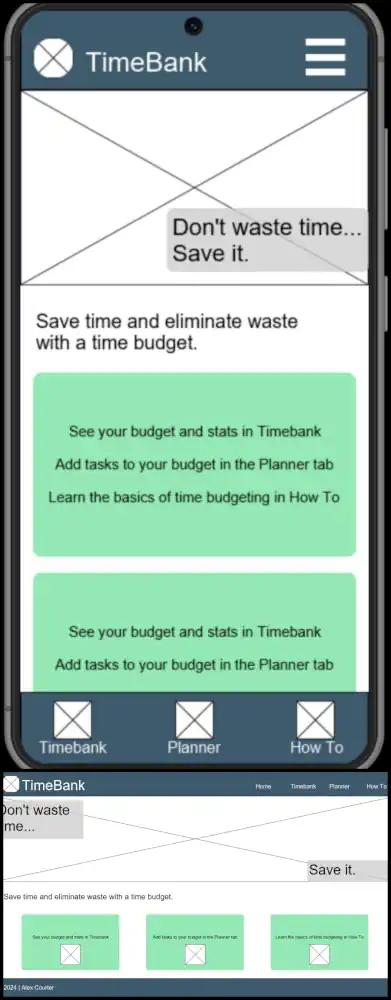 TimeBank
Don't waste time...
Save it.
Save time and eliminate waste
with a time budget.
See your budget and stats in Timebank
Add tasks to your budget in the Planner tab
Learn the basics of time budgeting in How To
See your budget and stats in Timebank
Add tasks to your budget in the Planner tab
Timebank Planner How To
TimeBank Home Timebank Planner How To
Don't waste
me...
Save it.
Save time and eliminate waste with a time budget.
See your budget and stats in Timebank Add tasks to your budget in the Planner tab Learn the basics of time budgeting in How To
2024 | Alex Courter